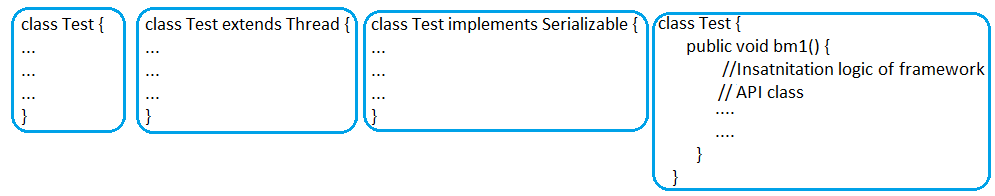 class Test {
...
...
...
}
class Test extends Thread {
...
...
...
}
class Test implements Serializable {
...
...
...
}
class Test {
public void bm1() {
//Insatnitation logic of framework
// API class
....
....
}
}